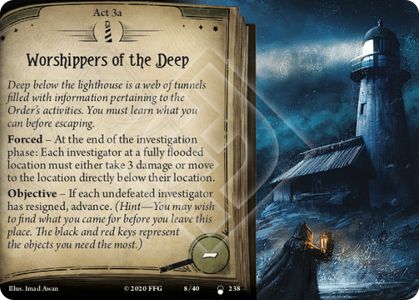 Act 3a
Worshippers of the Deep
Deep below the lighthouse is a web of tunnels
filled with information pertaining to the
Order's activities. You must learn what you
can before escaping.
Forced – At the end of the investigation
phase: Each investigator at a fully flooded
location must either take 3 damage or move
to the location directly below their location.
Objective – If each undefeated investigator
has resigned, advance. (Hint—You may wish
to find what you came for before you leave
this place. The black and red keys represent
the objects you need the most.)
–
Illus. Imad Awan
© 2020 FFG
8/40
238